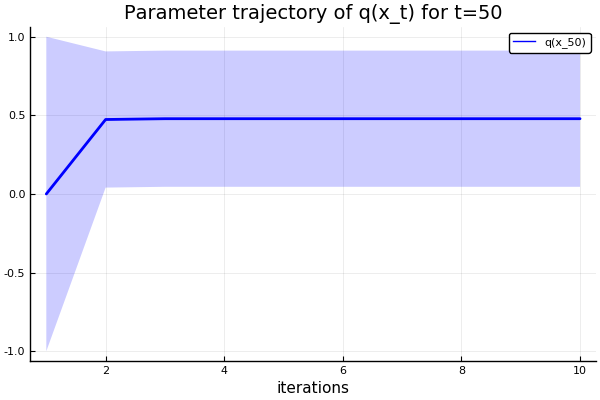 Parameter trajectory of q(x_t) for t=50
q(x_50)
1.0
0.5
0.0
-0.5
-1.0
2 4 6 8 10
iterations